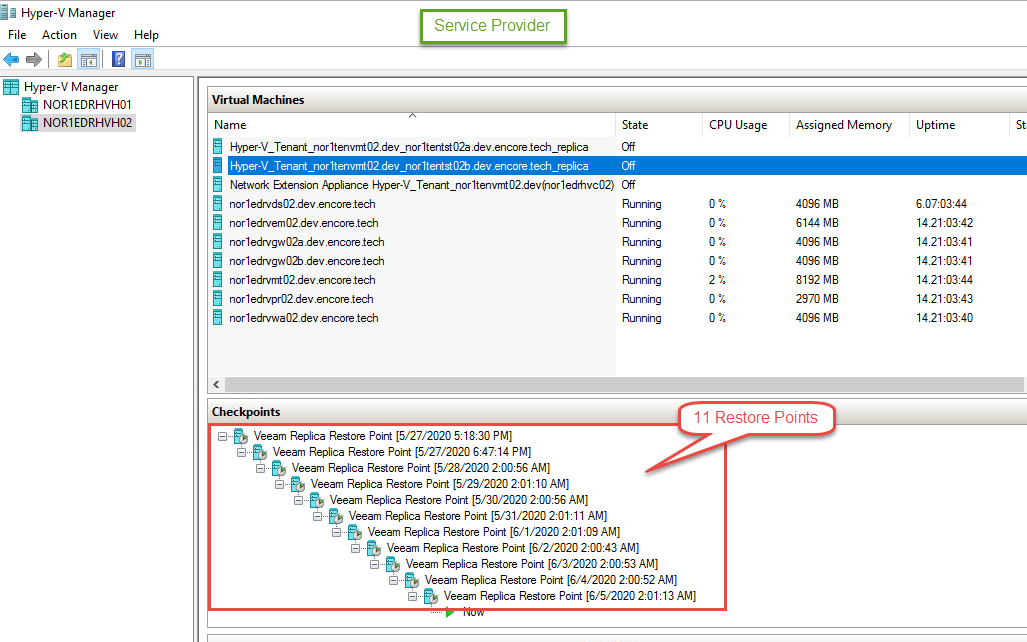 Hyper-V Manager
Service Provider
File Action View Help
Hyper-V Manager
NOR1EDRHVH01
NOR1EDRHVH02
Virtual Machines
Name State CPU Usage Assigned Memory Uptime St
Hyper-V_Tenant_nor1tenvmt02.dev_nor1tentst02a.dev.encore.tech_replica Off
Hyper-V_Tenant_nor1tenvmt02.dev_nor1tentst02b.dev.encore.tech_replica Off
Network Extension Appliance Hyper-V_Tenant_nor1tenvmt02.dev(nor1edrhvc02) Off
nor1edrvds02.dev.encore.tech Running 0 % 4096 MB 6.07:03:44
nor1edrvem02.dev.encore.tech Running 0 % 6144 MB 14.21:03:42
nor1edrvgw02a.dev.encore.tech Running 0 % 4096 MB 14.21:03:41
nor1edrvgw02b.dev.encore.tech Running 0 % 4096 MB 14.21:03:41
nor1edrvmt02.dev.encore.tech Running 2 % 8192 MB 14.21:03:44
nor1edrvpr02.dev.encore.tech Running 0 % 2970 MB 14.21:03:43
nor1edrvwa02.dev.encore.tech Running 0 % 4096 MB 14.21:03:40
Checkpoints
11 Restore Points
Veeam Replica Restore Point [5/27/2020 5:18:30 PM]
Veeam Replica Restore Point [5/27/2020 6:47:14 PM]
Veeam Replica Restore Point [5/28/2020 2:00:56 AM]
Veeam Replica Restore Point [5/29/2020 2:01:10 AM]
Veeam Replica Restore Point [5/30/2020 2:00:56 AM]
Veeam Replica Restore Point [5/31/2020 2:01:11 AM]
Veeam Replica Restore Point [6/1/2020 2:01:09 AM]
Veeam Replica Restore Point [6/2/2020 2:00:43 AM]
Veeam Replica Restore Point [6/3/2020 2:00:53 AM]
Veeam Replica Restore Point [6/4/2020 2:00:52 AM]
Veeam Replica Restore Point [6/5/2020 2:01:13 AM]
Now